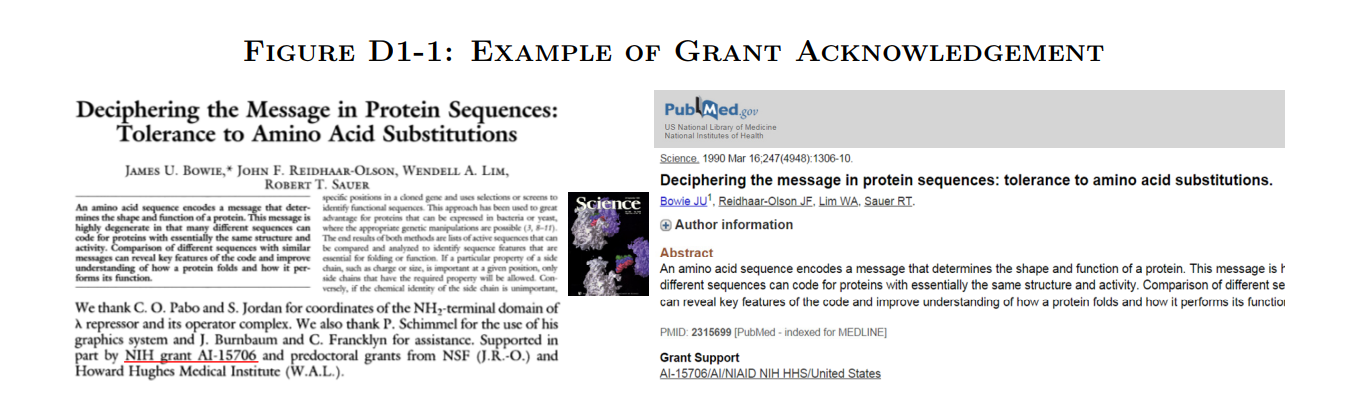 FIGURE D1-1: EXAMPLE OF GRANT ACKNOWLEDGEMENT
Deciphering the Message in Protein Sequences:
Tolerance to Amino Acid Substitutions
JAMES U. BOWIE,* JOHN F. REIDHAAR-OLSON, WENDELL A. LIM,
ROBERT T. SAUER
An amino acid sequence encodes a message that deter-
mines the shape and function of a protein. This message is
highly degenerate in that many different sequences can
code for proteins with essentially the same structure and
activity. Comparison of different sequences with similar
messages can reveal key features of the code and improve
understanding of how a protein folds and how it per-
forms its function.
specific positions in a cloned gene and uses selections or screens to
identify functional sequences. This approach has been used to great
advantage for proteins that can be expressed in bacteria or yeast,
where the appropriate genetic manipulations are possible (3, 8–11).
The end results of both methods are lists of active sequences that can
be compared and analyzed to identify sequence features that are
essential for folding or function. If a particular property of a side
chain, such as charge or size, is important at a given position, only
side chains that have the required property will be allowed. Con-
versely, if the chemical identity of the side chain is unimportant,
We thank C. O. Pabo and S. Jordan for coordinates of the NH₂-terminal domain of
λ repressor and its operator complex. We also thank P. Schimmel for the use of his
graphics system and J. Burnbaum and C. Francklyn for assistance. Supported in
part by NIH grant AI-15706 and predoctoral grants from NSF (J.R.-O.) and
Howard Hughes Medical Institute (W.A.L.).
Science
PubMed.gov
US National Library of Medicine
National Institutes of Health
Science. 1990 Mar 16;247(4948):1306-10.
Deciphering the message in protein sequences: tolerance to amino acid substitutions.
Bowie JU1, Reidhaar-Olson JF, Lim WA, Sauer RT.
Author information
Abstract
An amino acid sequence encodes a message that determines the shape and function of a protein. This message is h
different sequences can code for proteins with essentially the same structure and activity. Comparison of different se
can reveal key features of the code and improve understanding of how a protein folds and how it performs its function
PMID: 2315699 [PubMed - indexed for MEDLINE]
Grant Support
AI-15706/AI/NIAID NIH HHS/United States